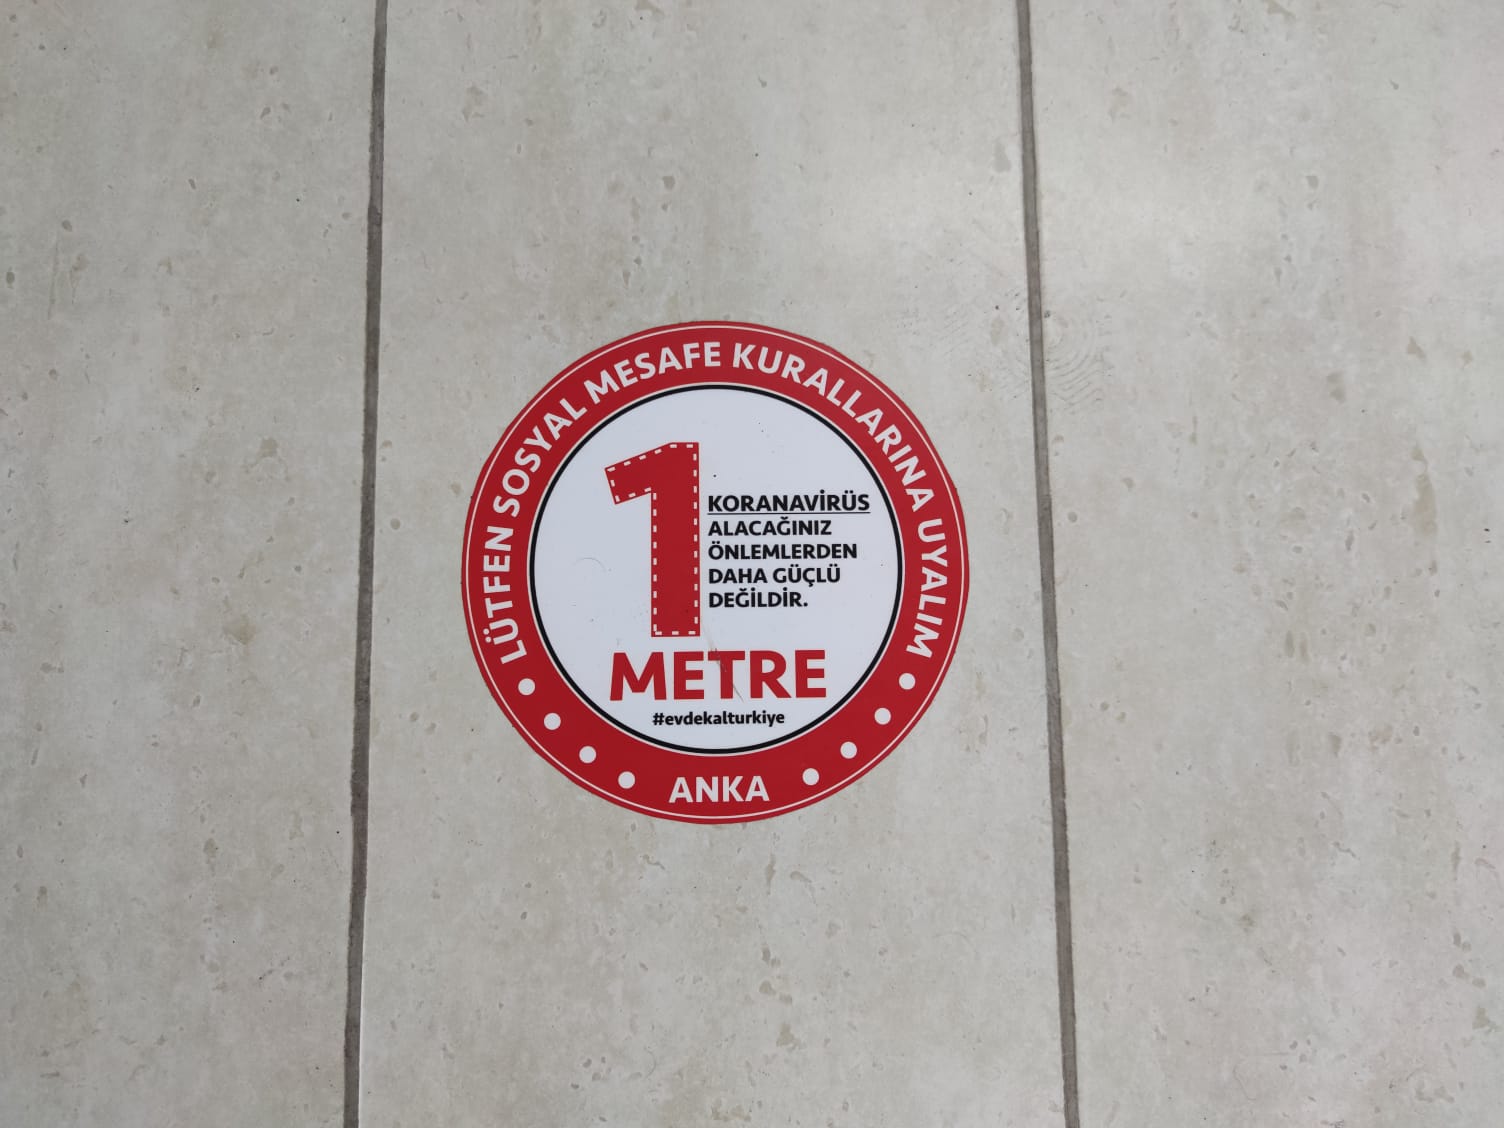 LÜTFEN SOSYAL MESAFE KURALLARINA UYALIM
1
METRE
KORANAVİRÜS
ALACAĞINIZ
ÖNLEMLERDEN
DAHA GÜÇLÜ
DEĞİLDİR.
#evdekalturkiye
ANKA